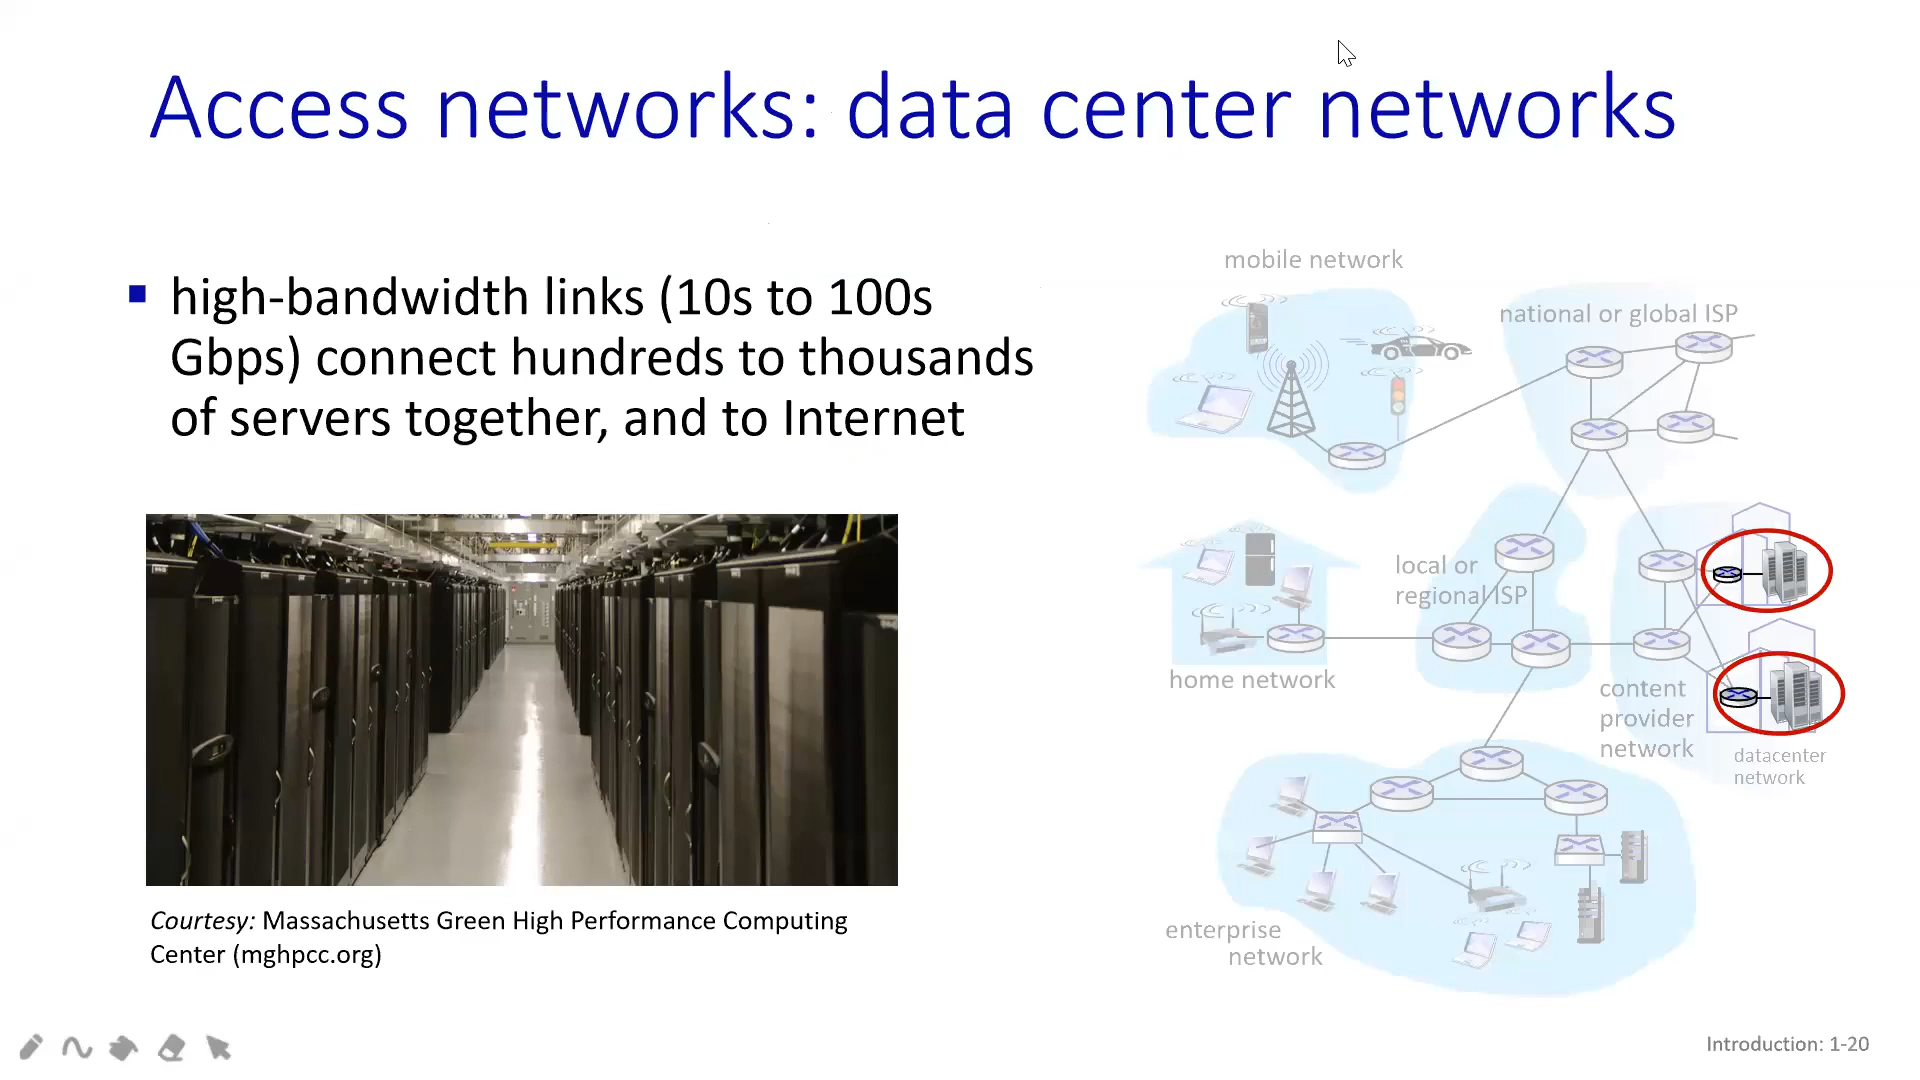 Access networks: data center networks
high-bandwidth links (10s to 100s
Gbps) connect hundreds to thousands
of servers together, and to Internet
Courtesy: Massachusetts Green High Performance Computing
Center (mghpcc.org)
mobile network
national or global ISP
local or
regional ISP
home network
content
provider
network
datacenter
network
enterprise
network
Introduction: 1-20